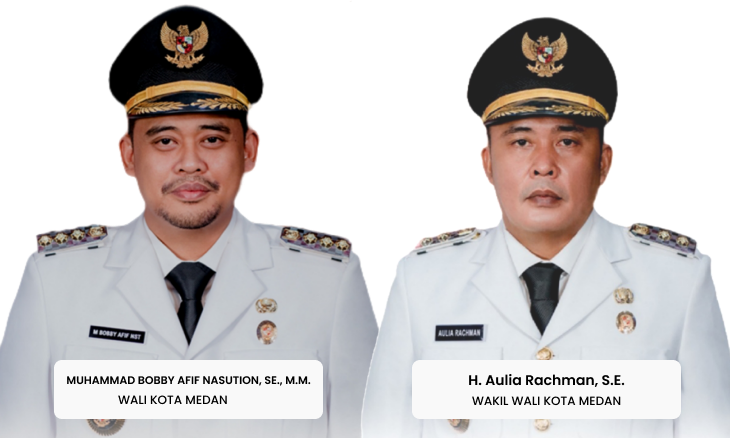 M BOBBY AFIF NST
AULIA RACHMAN
MUHAMMAD BOBBY AFIF NASUTION, SE., M.M.
WALI KOTA MEDAN
H. Aulia Rachman, S.E.
WAKIL WALI KOTA MEDAN